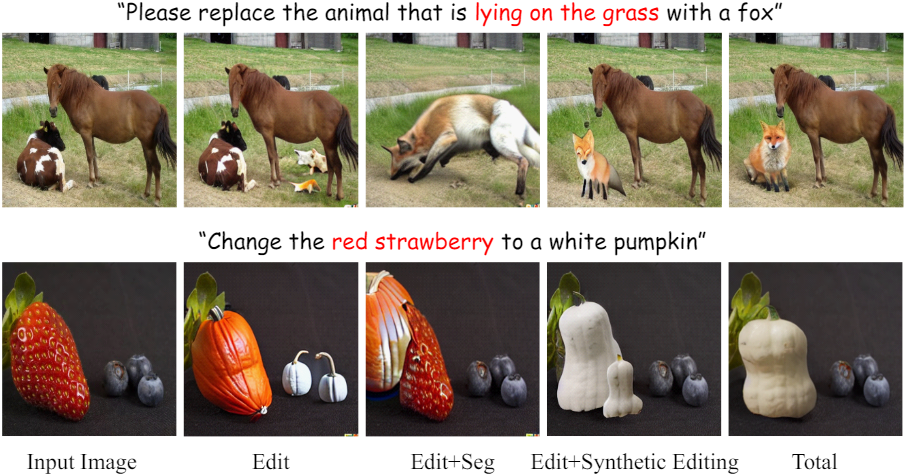 “Please replace the animal that is lying on the grass with a fox”
“Change the red strawberry to a white pumpkin”
Input Image Edit Edit+Seg Edit+Synthetic Editing Total